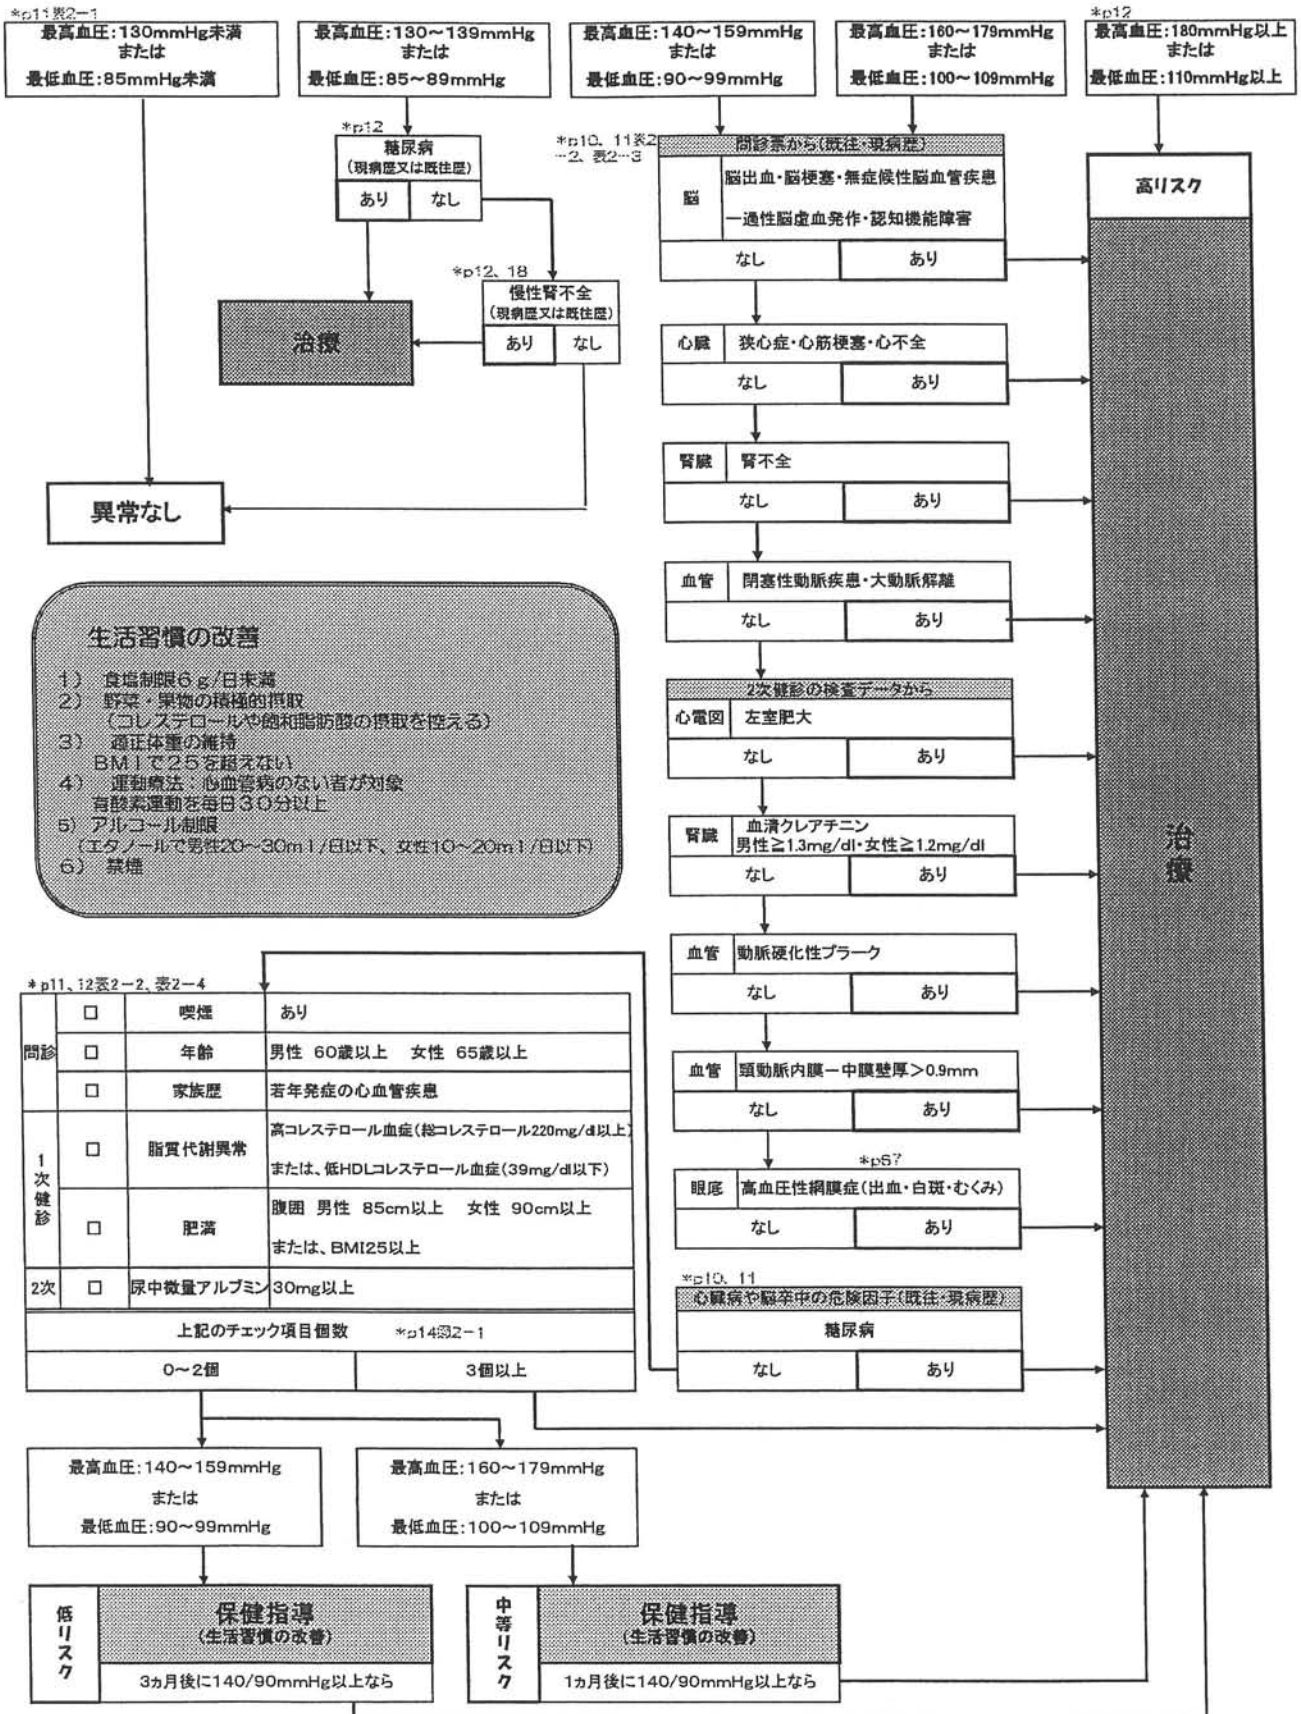 *p11表2-1
最高血圧:130mmHg未満
または
最低血圧:85mmHg未満
最高血圧:130~139mmHg
または
最低血圧:85~89mmHg
最高血圧:140~159mmHg
または
最低血圧:90~99mmHg
最高血圧:160~179mmHg
または
最低血圧:100~109mmHg
*p12
最高血圧:180mmHg以上
または
最低血圧:110mmHg以上
*p12
糖尿病
(現病歴又は既往歴)
あり なし
*p12、18
慢性腎不全
(現病歴又は既往歴)
あり なし
治療
異常なし
*p10、11表2
-2、表2-3
問診票から(既往・現病歴)
脳 脳出血・脳梗塞・無症候性脳血管疾患
一過性脳虚血発作・認知機能障害
なし あり
心臓 狭心症・心筋梗塞・心不全
なし あり
腎臓 腎不全
なし あり
血管 閉塞性動脈疾患・大動脈解離
なし あり
2次健診の検査データから
心電図 左室肥大
なし あり
腎臓 血清クレアチニン
男性≧1.3mg/dl・女性≧1.2mg/dl
なし あり
血管 動脈硬化性プラーク
なし あり
血管 頸動脈内膜-中膜壁厚>0.9mm
なし あり
眼底 高血圧性網膜症(出血・白斑・むくみ)
なし あり
*p10、11
心臓病や脳卒中の危険因子(既往・現病歴)
糖尿病
なし あり
高リスク
治療
生活習慣の改善
1) 食塩制限6g/日未満
2) 野菜・果物の積極的摂取
(コレステロールや飽和脂肪酸の摂取を控える)
3) 適正体重の維持
BMIで25を超えない
4) 運動療法:心血管病のない者が対象
有酸素運動を毎日30分以上
5) アルコール制限
(エタノールで男性20~30ml/日以下、女性10~20ml/日以下)
6) 禁煙
*p11、12表2-2、表2-4
問診
□ 喫煙 あり
□ 年齢 男性 60歳以上 女性 65歳以上
□ 家族歴 若年発症の心血管疾患
1次健診
□ 脂質代謝異常 高コレステロール血症(総コレステロール220mg/dl以上)
または、低HDLコレステロール血症(39mg/dl以下)
□ 肥満 腹囲 男性 85cm以上 女性 90cm以上
または、BMI25以上
2次 □ 尿中微量アルブミン 30mg以上
上記のチェック項目個数 *p14図2-1
0~2個 3個以上
最高血圧:140~159mmHg
または
最低血圧:90~99mmHg
最高血圧:160~179mmHg
または
最低血圧:100~109mmHg
低リスク
保健指導
(生活習慣の改善)
3ヵ月後に140/90mmHg以上なら
中等リスク
保健指導
(生活習慣の改善)
1ヵ月後に140/90mmHg以上なら